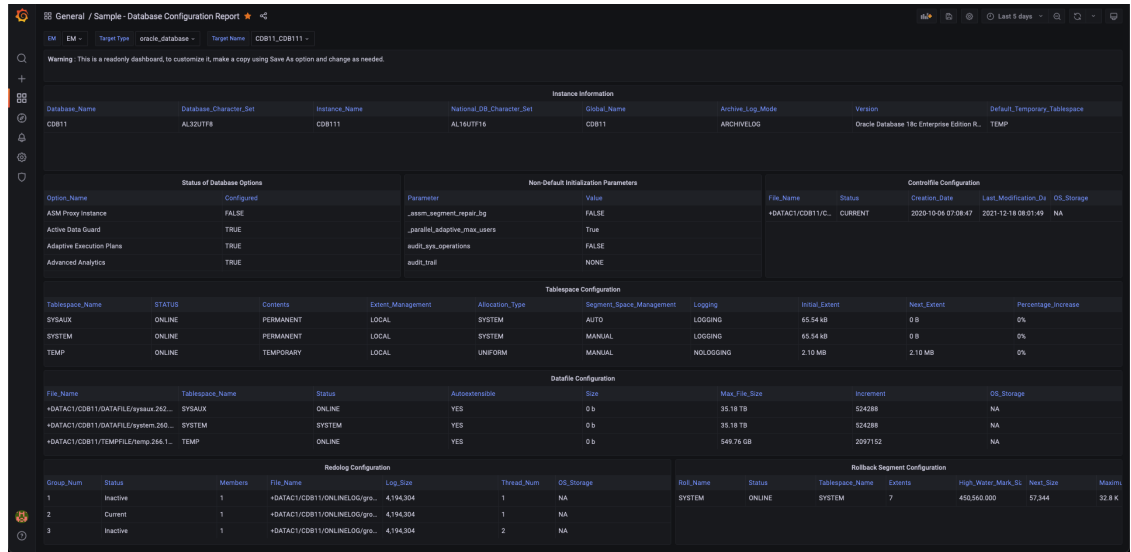 General / Sample - Database Configuration Report
Last 5 days
EM EM Target Type oracle_database Target Name CDB11_CDB111
Warning : This is a readonly dashboard, to customize it, make a copy using Save As option and change as needed.
Instance Information
Database_Name Database_Character_Set Instance_Name National_DB_Character_Set Global_Name Archive_Log_Mode Version Default_Temporary_Tablespace
CDB11 AL32UTF8 CDB111 AL16UTF16 CDB11 ARCHIVELOG Oracle Database 18c Enterprise Edition R... TEMP
Status of Database Options
Option_Name Configured
ASM Proxy Instance FALSE
Active Data Guard TRUE
Adaptive Execution Plans TRUE
Advanced Analytics TRUE
Non-Default Initialization Parameters
Parameter Value
_assm_segment_repair_bg FALSE
_parallel_adaptive_max_users True
audit_sys_operations FALSE
audit_trail NONE
Controlfile Configuration
File_Name Status Creation_Date Last_Modification_Da OS_Storage
+DATAC1/CDB11/C... CURRENT 2020-10-06 07:08:47 2021-12-18 08:01:49 NA
Tablespace Configuration
Tablespace_Name STATUS Contents Extent_Management Allocation_Type Segment_Space_Management Logging Initial_Extent Next_Extent Percentage_Increase
SYSAUX ONLINE PERMANENT LOCAL SYSTEM AUTO LOGGING 65.54 kB 0 B 0%
SYSTEM ONLINE PERMANENT LOCAL SYSTEM MANUAL LOGGING 65.54 kB 0 B 0%
TEMP ONLINE TEMPORARY LOCAL UNIFORM MANUAL NOLOGGING 2.10 MB 2.10 MB 0%
Datafile Configuration
File_Name Tablespace_Name Status Autoextensible Size Max_File_Size Increment OS_Storage
+DATAC1/CDB11/DATAFILE/sysaux.262... SYSAUX ONLINE YES 0 b 35.18 TB 524288 NA
+DATAC1/CDB11/DATAFILE/system.260... SYSTEM SYSTEM YES 0 b 35.18 TB 524288 NA
+DATAC1/CDB11/TEMPFILE/temp.266.1... TEMP ONLINE YES 0 b 549.76 GB 2097152 NA
Redolog Configuration
Group_Num Status Members File_Name Log_Size Thread_Num OS_Storage
1 Inactive 1 +DATAC1/CDB11/ONLINELOG/gro... 4,194,304 1 NA
2 Current 1 +DATAC1/CDB11/ONLINELOG/gro... 4,194,304 1 NA
3 Inactive 1 +DATAC1/CDB11/ONLINELOG/gro... 4,194,304 2 NA
Rollback Segment Configuration
Roll_Name Status Tablespace_Name Extents High_Water_Mark_Siz Next_Size Maximu
SYSTEM ONLINE SYSTEM 7 450,560.000 57,344 32.8 K